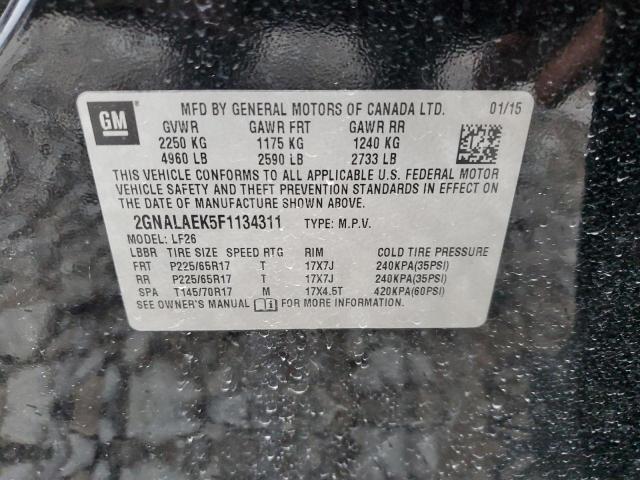 GM
MFD BY GENERAL MOTORS OF CANADA LTD. 01/15
GVWR GAWR FRT GAWR RR
2250 KG 1175 KG 1240 KG
4960 LB 2590 LB 2733 LB
THIS VEHICLE CONFORMS TO ALL APPLICABLE U.S. FEDERAL MOTOR
VEHICLE SAFETY AND THEFT PREVENTION STANDARDS IN EFFECT ON
THE DATE OF MANUFACTURE SHOWN ABOVE.
2GNALAEK5F1134311 TYPE: M.P.V.
MODEL: LF26
LBBR TIRE SIZE SPEED RTG RIM COLD TIRE PRESSURE
FRT P225/65R17 T 17X7J 240KPA(35PSI)
RR P225/65R17 T 17X7J 240KPA(35PSI)
SPA T145/70R17 M 17X4.5T 420KPA(60PSI)
SEE OWNER'S MANUAL FOR MORE INFORMATION.